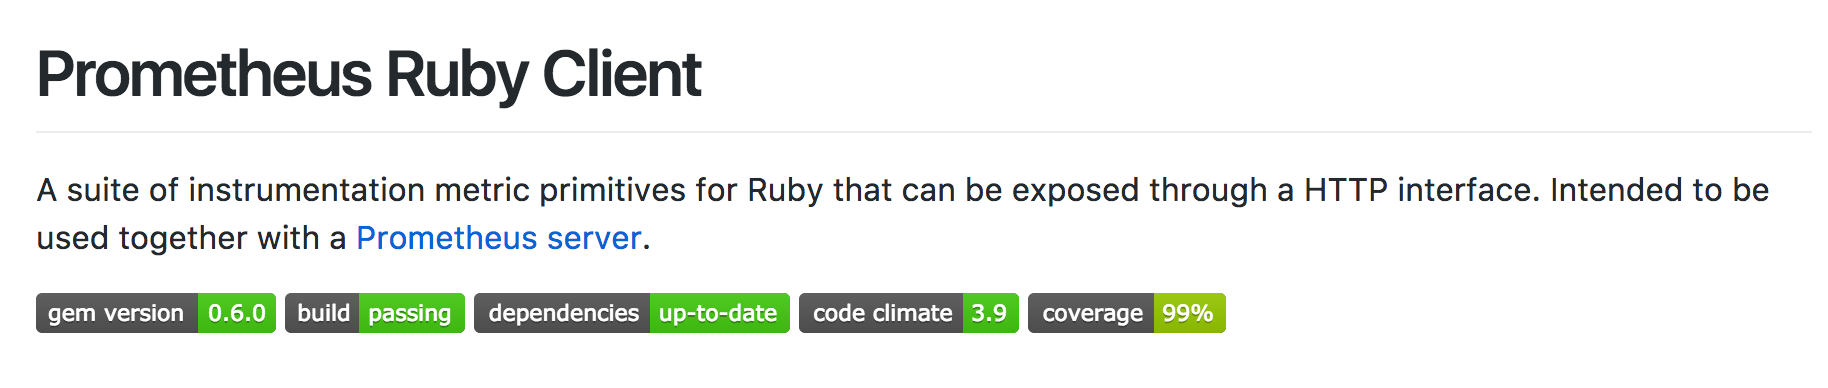 Prometheus Ruby Client
A suite of instrumentation metric primitives for Ruby that can be exposed through a HTTP interface. Intended to be
used together with a Prometheus server.
gem version 0.6.0 build passing dependencies up-to-date code climate 3.9 coverage 99%